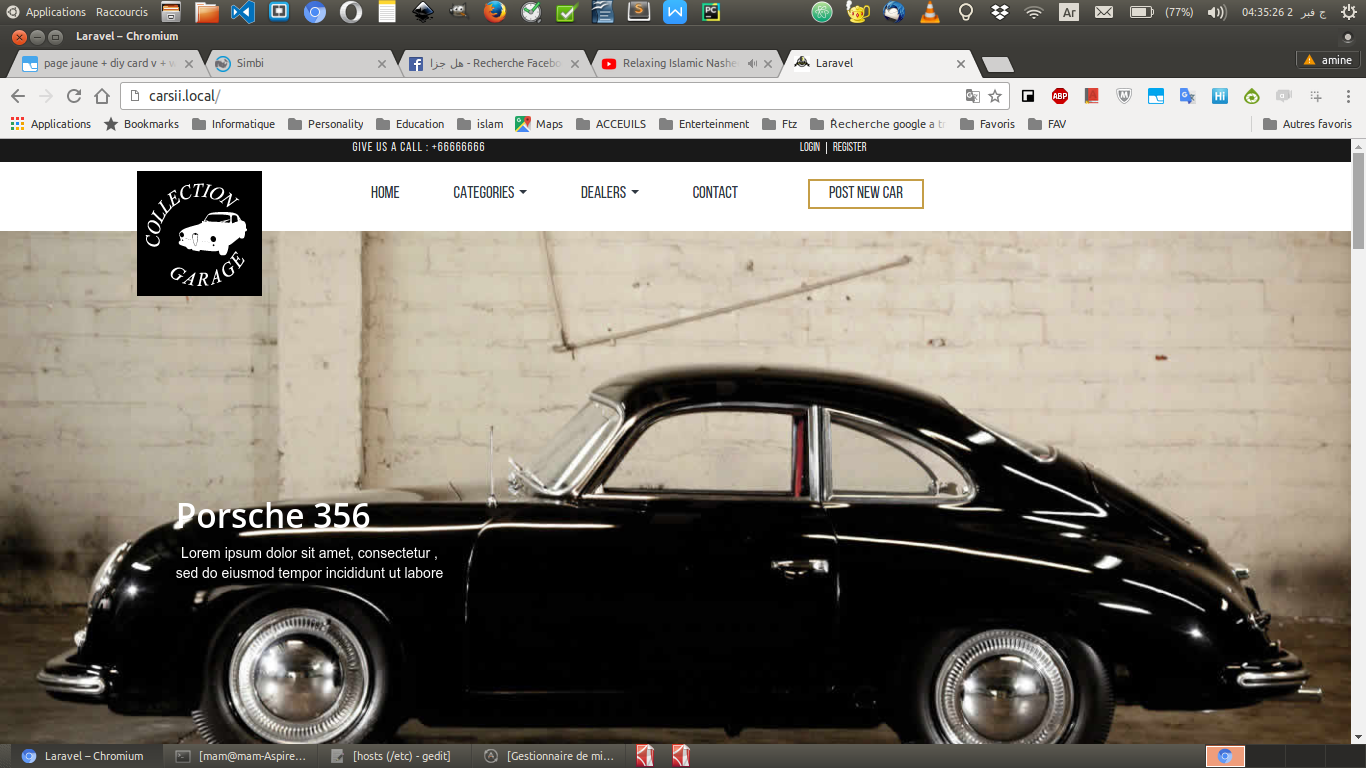 Applications Raccourcis
Ar (77%) 04:35:26 2 ج فبر
Laravel – Chromium
page jaune + diy card v + w
Simbi
هل جزا - Recherche Facebo
Relaxing Islamic Nashe
Laravel
amine
carsii.local/
Applications Bookmarks Informatique Personality Education islam Maps ACCEUILS Enterteinment Ftz Recherche google a tr Favoris FAV Autres favoris
GIVE US A CALL : +66666666
LOGIN | REGISTER
COLLECTION GARAGE
HOME CATEGORIES DEALERS CONTACT POST NEW CAR
Porsche 356
Lorem ipsum dolor sit amet, consectetur ,
sed do eiusmod tempor incididunt ut labore
Laravel – Chromium [mam@mam-Aspire... [hosts (/etc) - gedit] [Gestionnaire de mi...